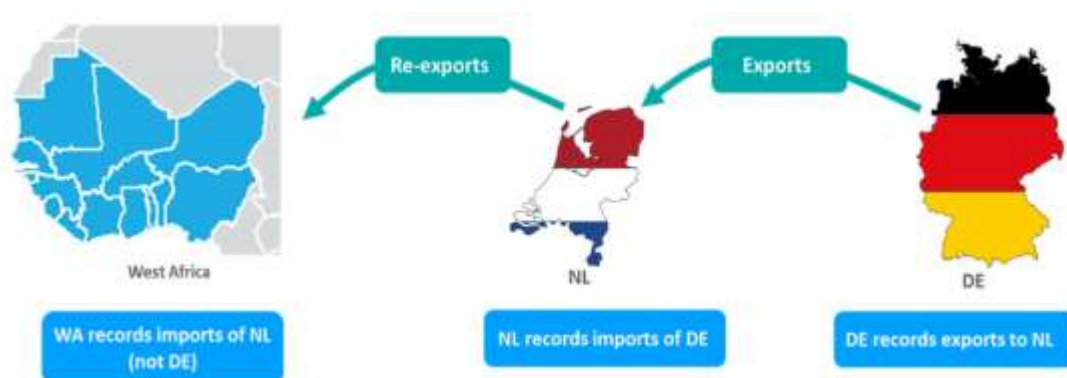 Re-exports
Exports
West Africa
NL
DE
WA records imports of NL
(not DE)
NL records imports of DE
DE records exports to NL